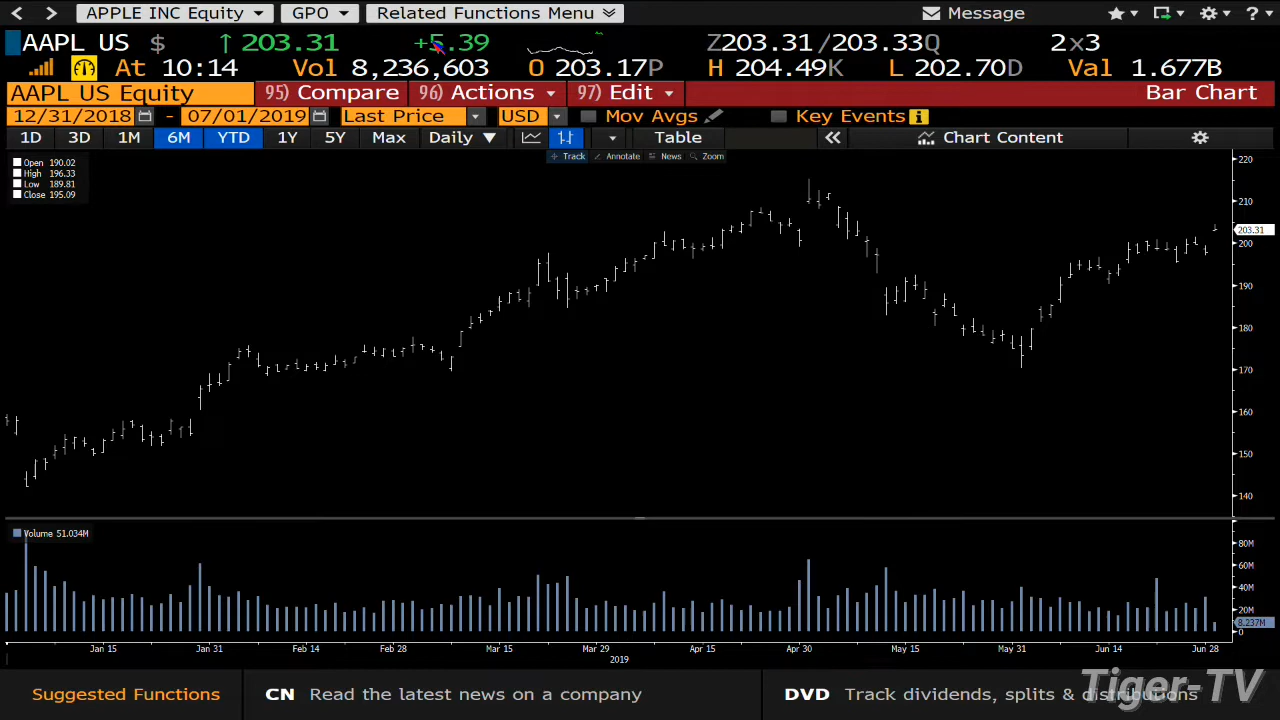 APPLE INC Equity GPO Related Functions Menu Message ?
AAPL US $ ↑ 203.31 +5.39 Z203.31 /203.33Q 2x3
At 10:14 Vol 8,236,603 O 203.17P H 204.49K L 202.70D Val 1.677B
AAPL US Equity 95) Compare 96) Actions 97) Edit Bar Chart
12/31/2018 - 07/01/2019 Last Price USD Mov Avgs Key Events i
1D 3D 1M 6M YTD 1Y 5Y Max Daily ▼ Table « Chart Content
Track Annotate News Zoom
Open 190.02
High 196.33
Low 189.81
Close 195.09
220
210
203.31
200
190
180
170
160
150
140
Volume 51.034M
80M
60M
40M
20M
8.237M
0
Jan 15 Jan 31 Feb 14 Feb 28 Mar 15 Mar 29 Apr 15 Apr 30 May 15 May 31 Jun 14 Jun 28
2019
Suggested Functions CN Read the latest news on a company DVD Track dividends, splits & distributions
Tiger-TV